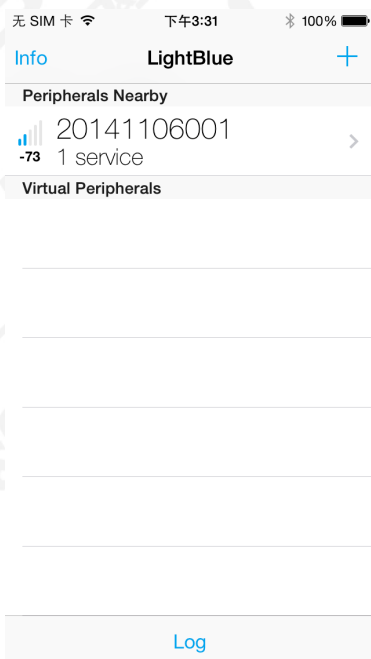 无 SIM 卡 下午3:31 100%
Info LightBlue +
Peripherals Nearby
20141106001
-73 1 service
Virtual Peripherals
Log